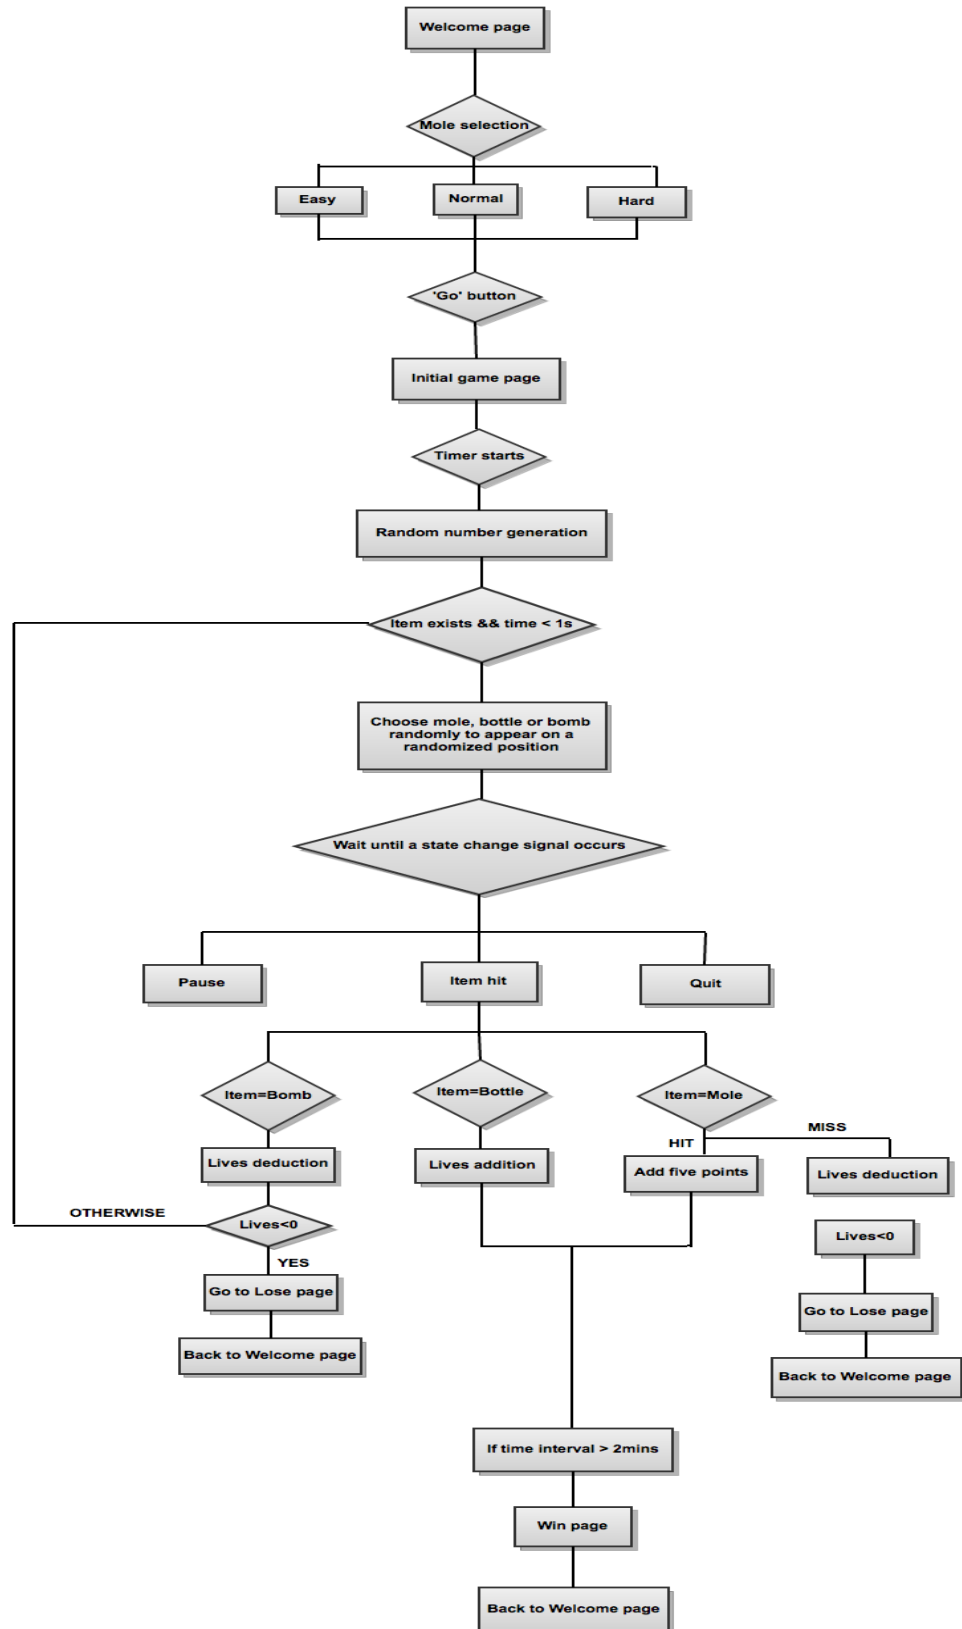 Welcome page
Mole selection
Easy
Normal
Hard
'Go' button
Initial game page
Timer starts
Random number generation
Item exists && time < 1s
Choose mole, bottle or bomb
randomly to appear on a
randomized position
Wait until a state change signal occurs
Pause
Item hit
Quit
Item=Bomb
Item=Bottle
Item=Mole
MISS
HIT
Lives deduction
Lives addition
Add five points
Lives deduction
OTHERWISE
Lives<0
Lives<0
YES
Go to Lose page
Go to Lose page
Back to Welcome page
Back to Welcome page
If time interval > 2mins
Win page
Back to Welcome page